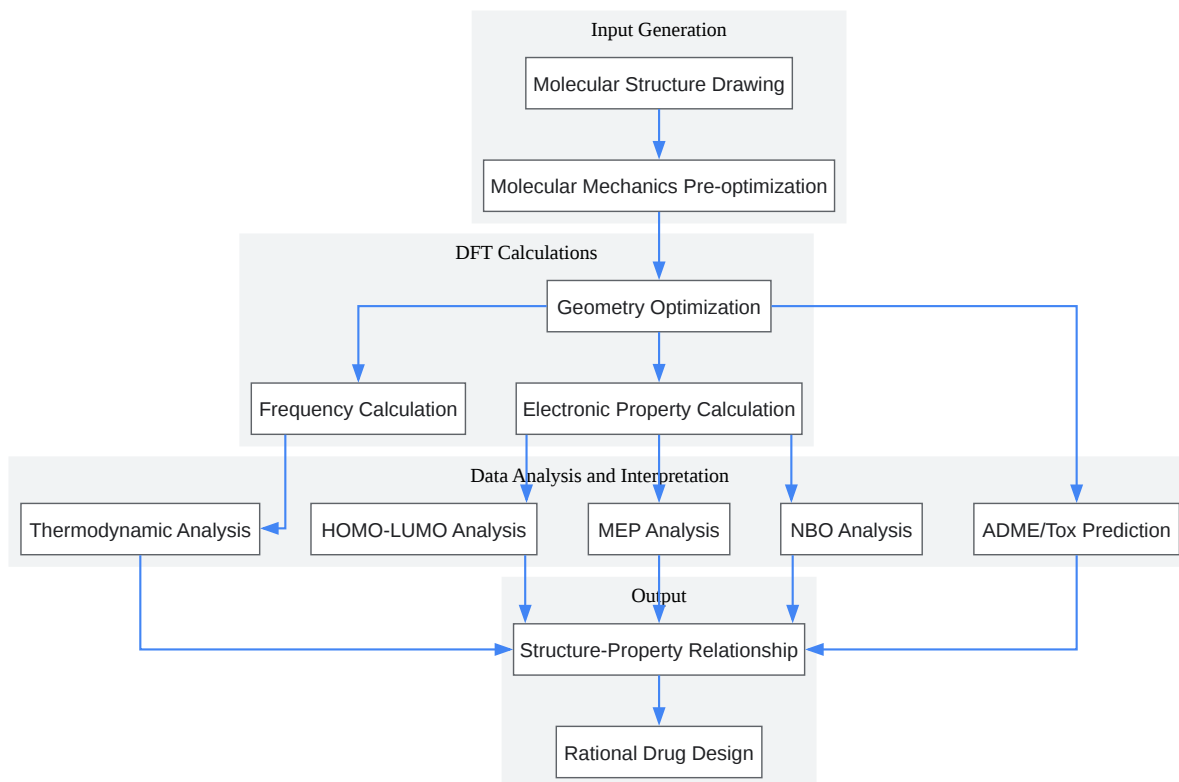 Input Generation
Molecular Structure Drawing
Molecular Mechanics Pre-optimization
DFT Calculations
Geometry Optimization
Frequency Calculation
Electronic Property Calculation
Data Analysis and Interpretation
Thermodynamic Analysis
HOMO-LUMO Analysis
MEP Analysis
NBO Analysis
ADME/Tox Prediction
Output
Structure-Property Relationship
Rational Drug Design